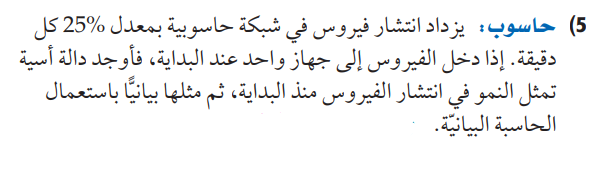 5) حاسوب: يزداد انتشار فيروس في شبكة حاسوبية بمعدل 25% كل
دقيقة. إذا دخل الفيروس إلى جهاز واحد عند البداية، فأوجد دالة أسية
تمثل النمو في انتشار الفيروس منذ البداية، ثم مثلها بيانيًّا باستعمال
الحاسبة البيانيّة.